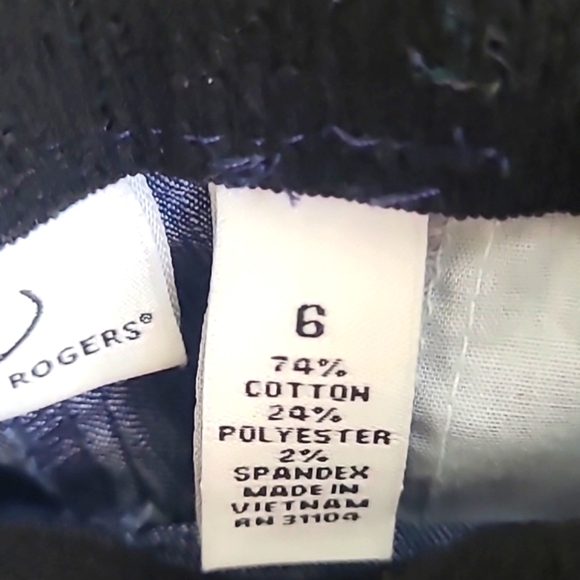 ROGERS®
6
74%
COTTON
24%
POLYESTER
2%
SPANDEX
MADE IN
VIETNAM
RN 31104